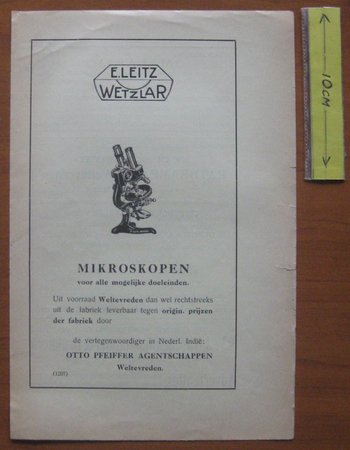 E.LEITZ
WETZLAR
10CM
MIKROSKOPEN
voor alle mogelijke doeleinden.
Uit voorraad Weltevreden dan wel rechtstreeks
uit de fabriek leverbaar tegen origin. prijzen
der fabriek door
de vertegenwoordiger in Nederl. Indië:
OTTO PFEIFFER AGENTSCHAPPEN
Weltevreden.
(1207)